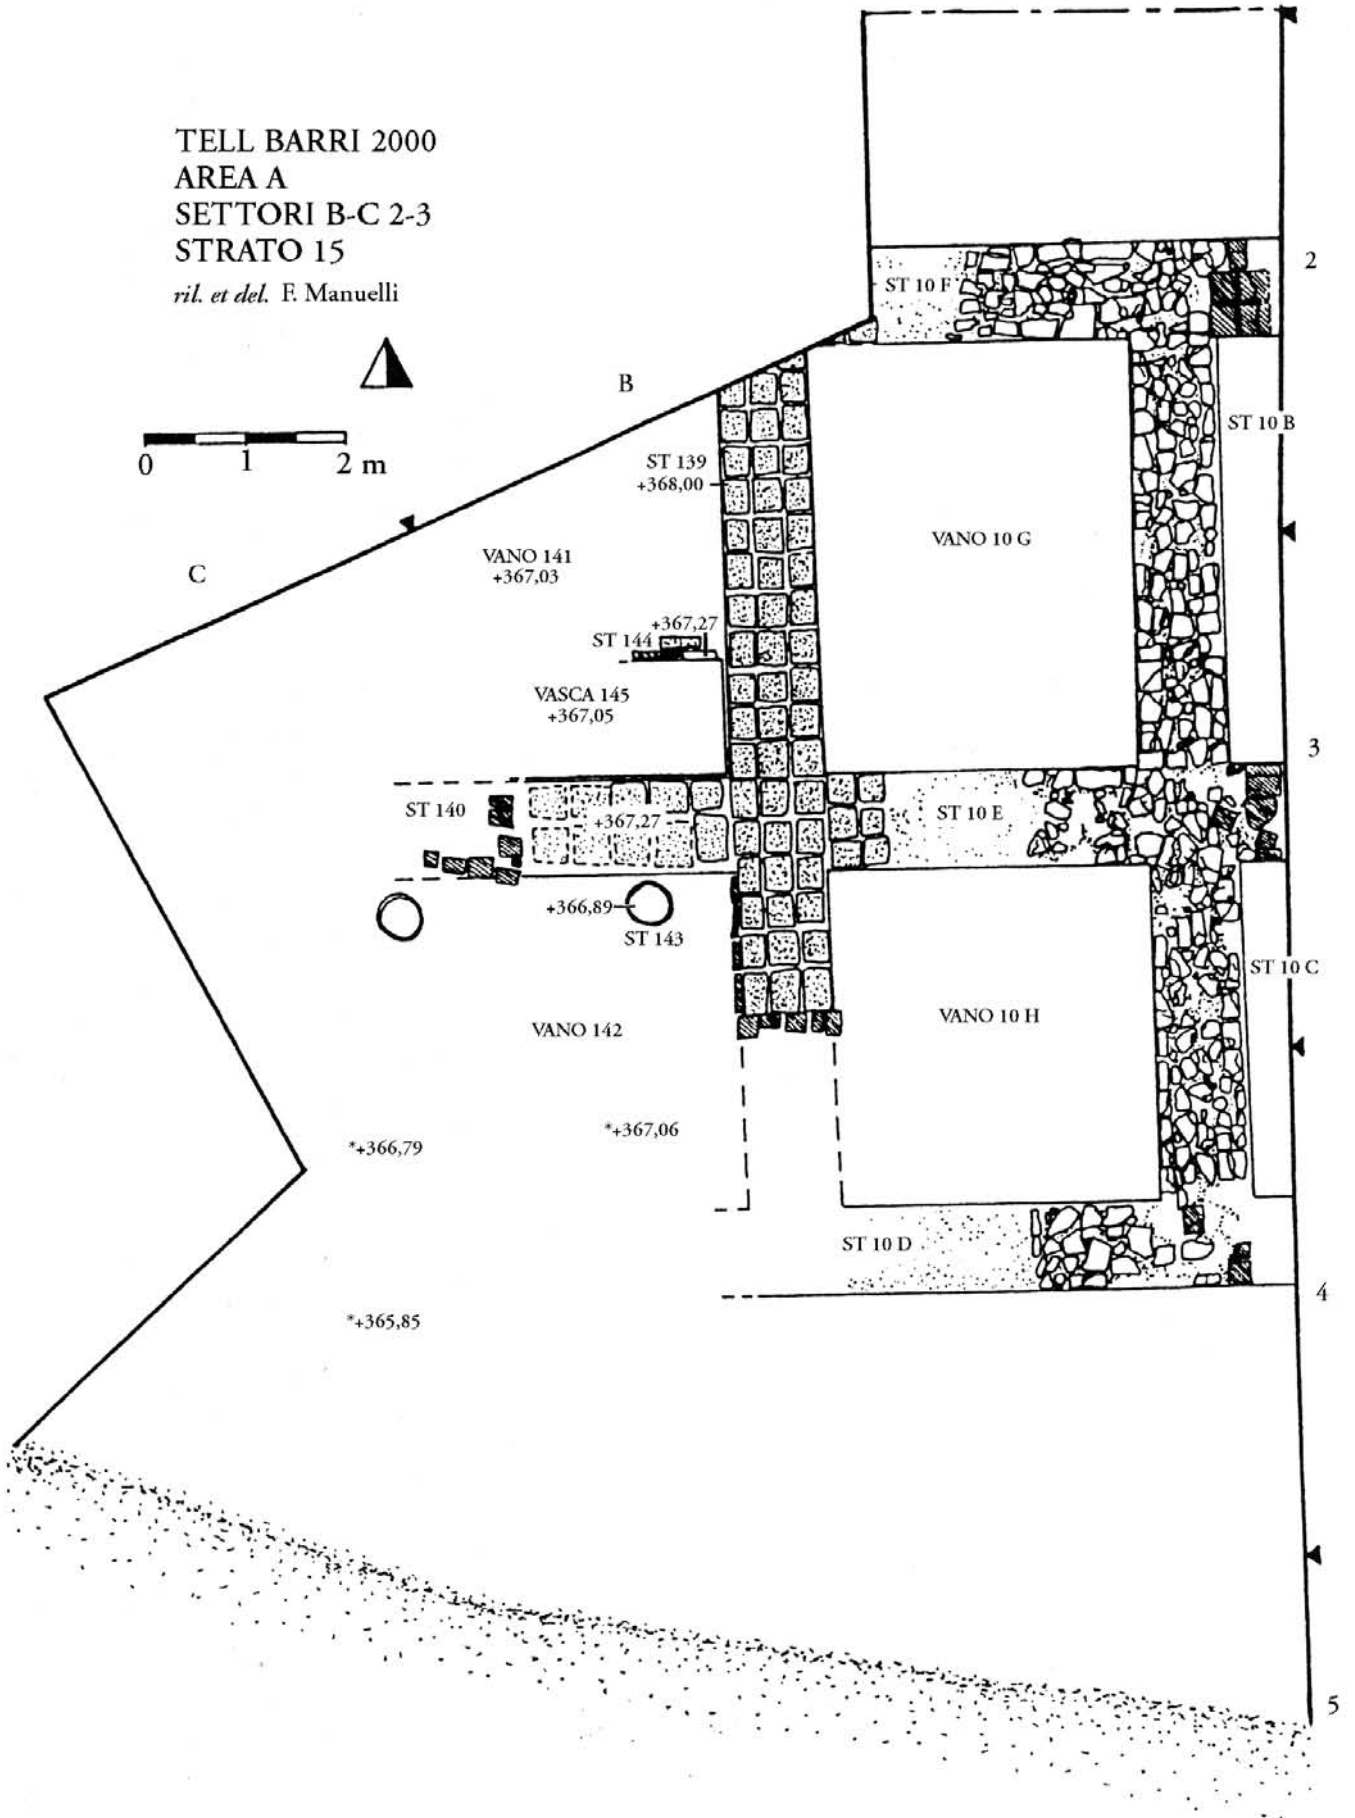 TELL BARRI 2000
AREA A
SETTORI B-C 2-3
STRATO 15
ril. et del. F. Manuelli
0 1 2 m
2
ST 10 F
B
ST 10 B
ST 139
+368,00
VANO 10 G
VANO 141
+367,03
C
+367,27
ST 144
VASCA 145
+367,05
3
ST 140
+367,27
ST 10 E
+366,89
ST 143
ST 10 C
VANO 142
VANO 10 H
*+367,06
*+366,79
ST 10 D
4
*+365,85
5